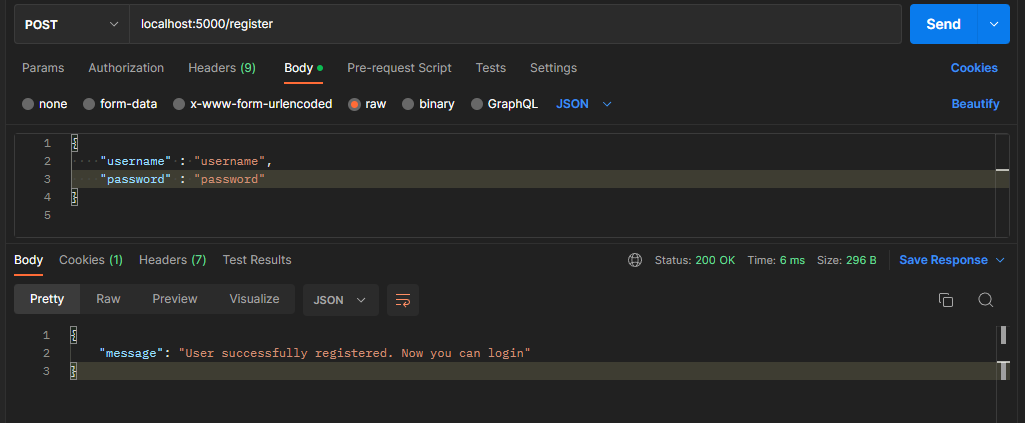 POST localhost:5000/register Send
Params Authorization Headers (9) Body Pre-request Script Tests Settings Cookies
none form-data x-www-form-urlencoded raw binary GraphQL JSON Beautify
1 {
2 "username" : "username",
3 "password" : "password"
4 }
5
Body Cookies (1) Headers (7) Test Results Status: 200 OK Time: 6 ms Size: 296 B Save Response
Pretty Raw Preview Visualize JSON
1 {
2 "message": "User successfully registered. Now you can login"
3 }